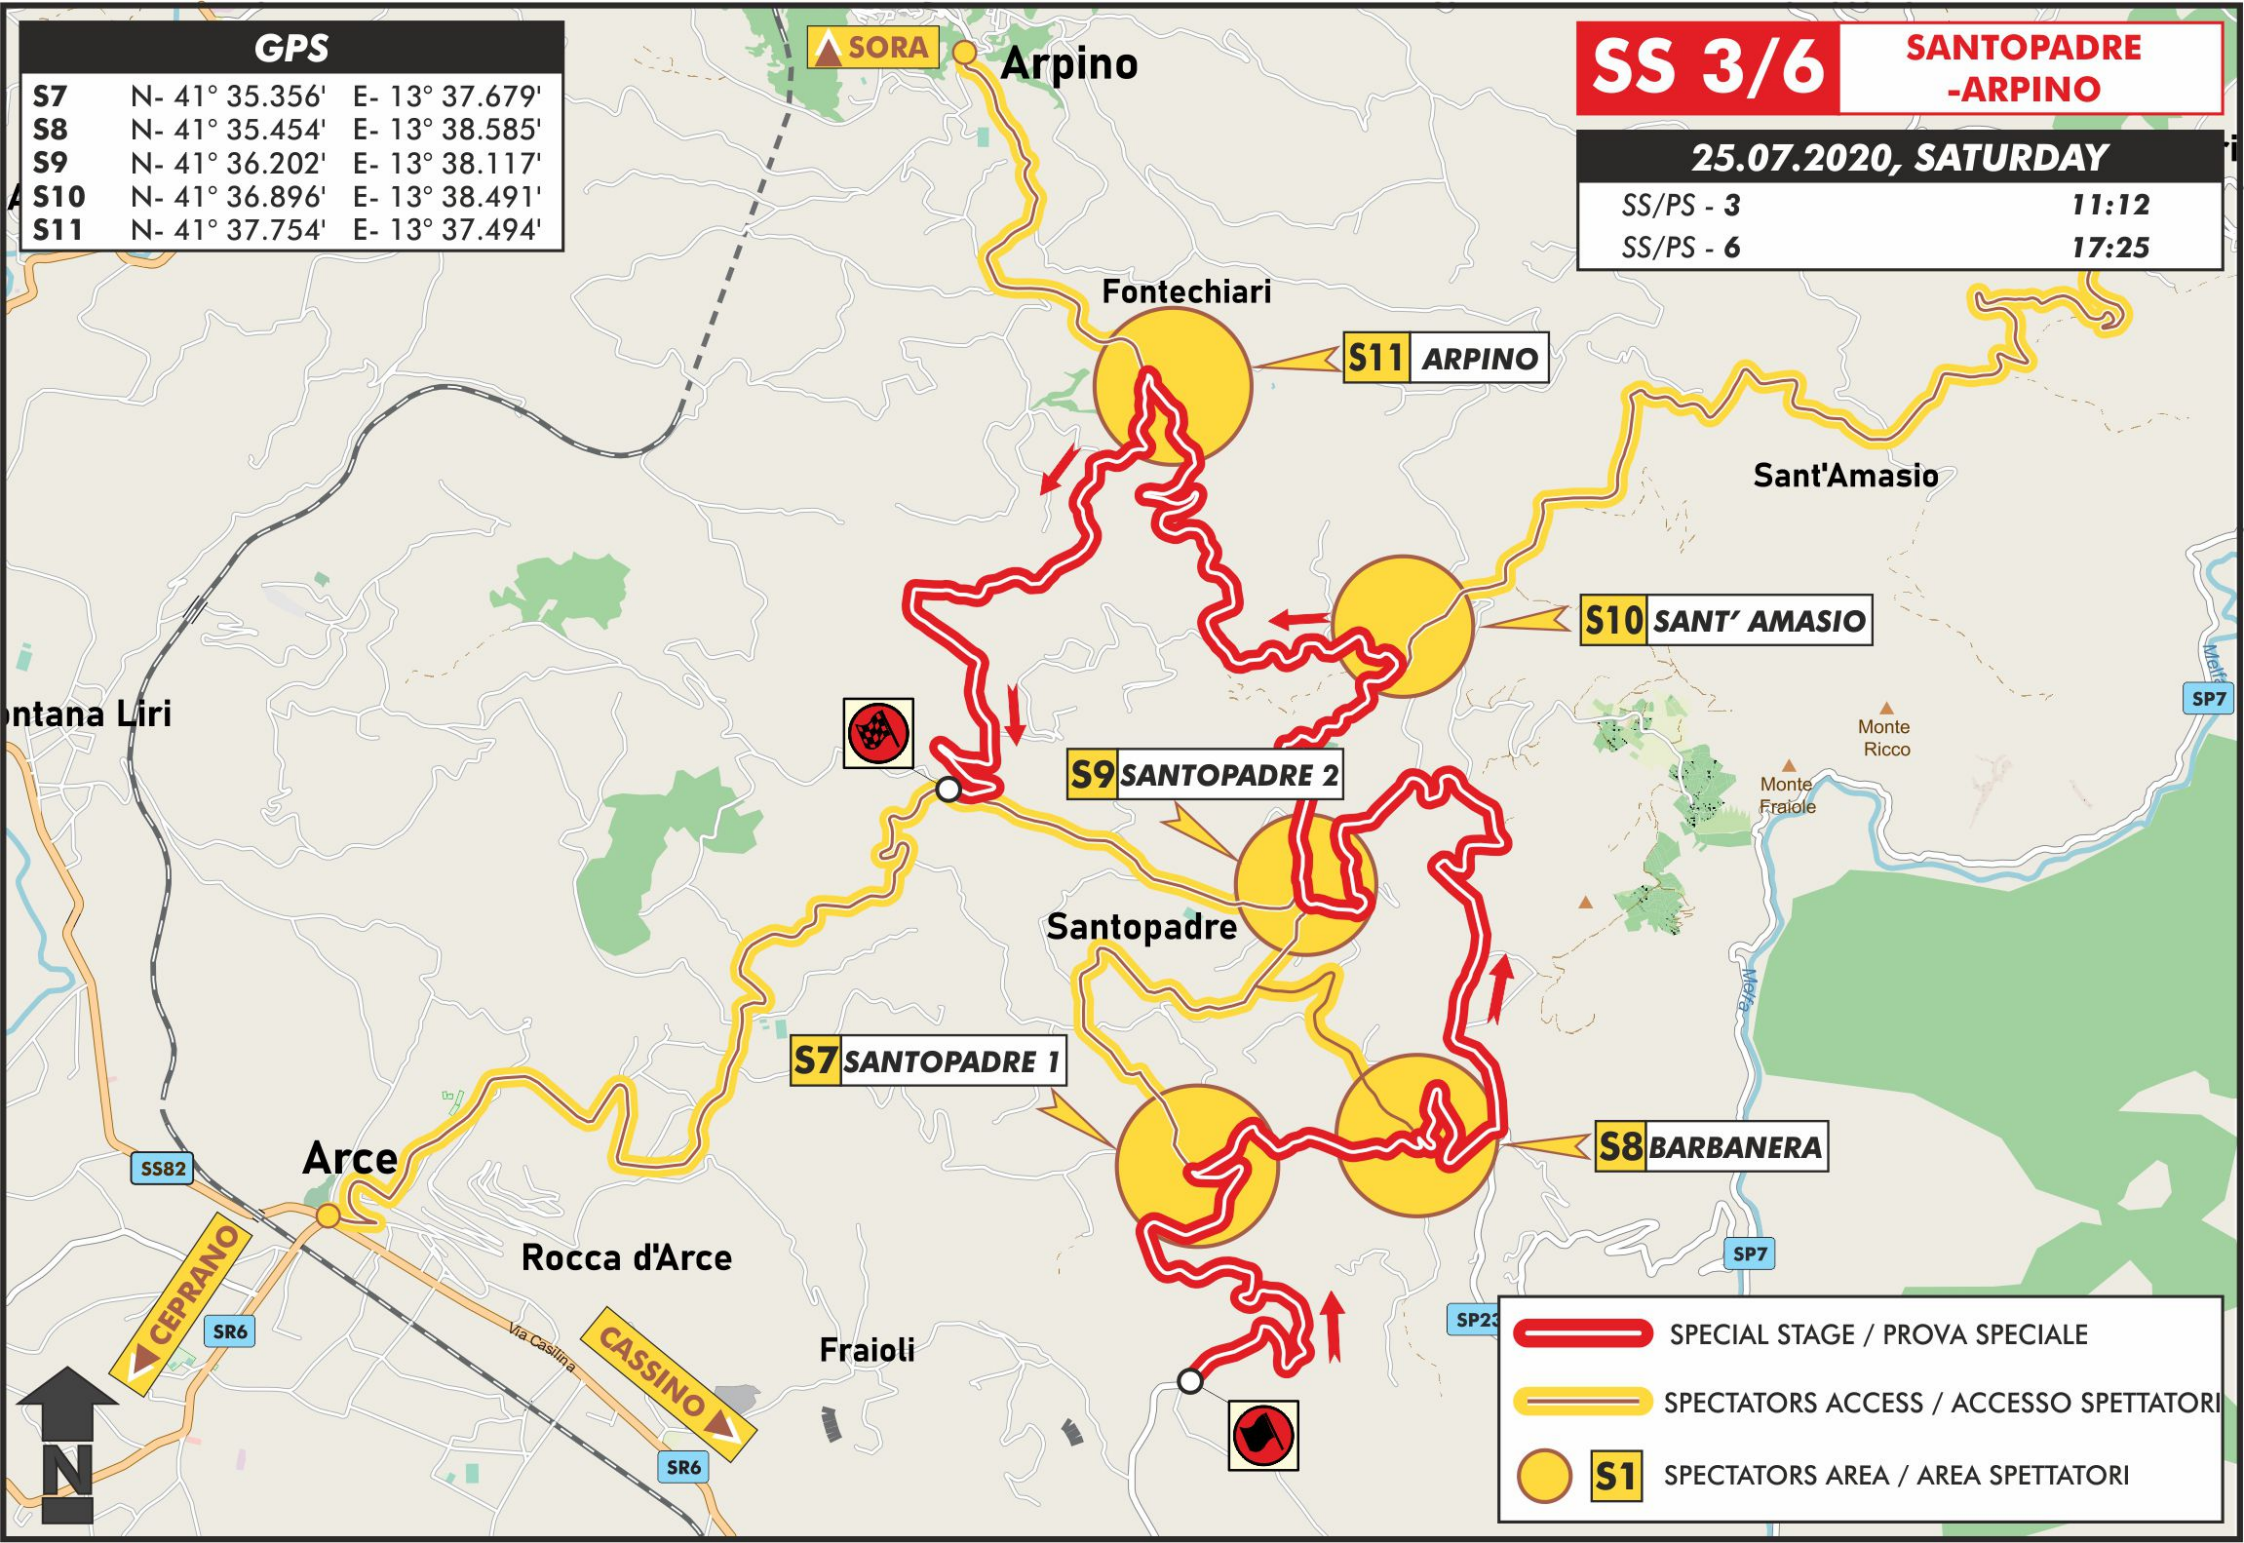 GPS
S7 N- 41° 35.356' E- 13° 37.679'
S8 N- 41° 35.454' E- 13° 38.585'
S9 N- 41° 36.202' E- 13° 38.117'
S10 N- 41° 36.896' E- 13° 38.491'
S11 N- 41° 37.754' E- 13° 37.494'
SORA
Arpino
SS 3/6
SANTOPADRE
-ARPINO
25.07.2020, SATURDAY
SS/PS - 3 11:12
SS/PS - 6 17:25
Fontechiari
S11 ARPINO
Sant'Amasio
S10 SANT' AMASIO
Melfa
SP7
ontana Liri
Monte
Ricco
Monte
Fraiole
S9 SANTOPADRE 2
Santopadre
Melfa
S7 SANTOPADRE 1
S8 BARBANERA
Arce
SS82
Rocca d'Arce
CEPRANO
SR6
Via Casilina
CASSINO
Fraioli
SP7
SP23
SR6
N
SPECIAL STAGE / PROVA SPECIALE
SPECTATORS ACCESS / ACCESSO SPETTATORI
S1 SPECTATORS AREA / AREA SPETTATORI